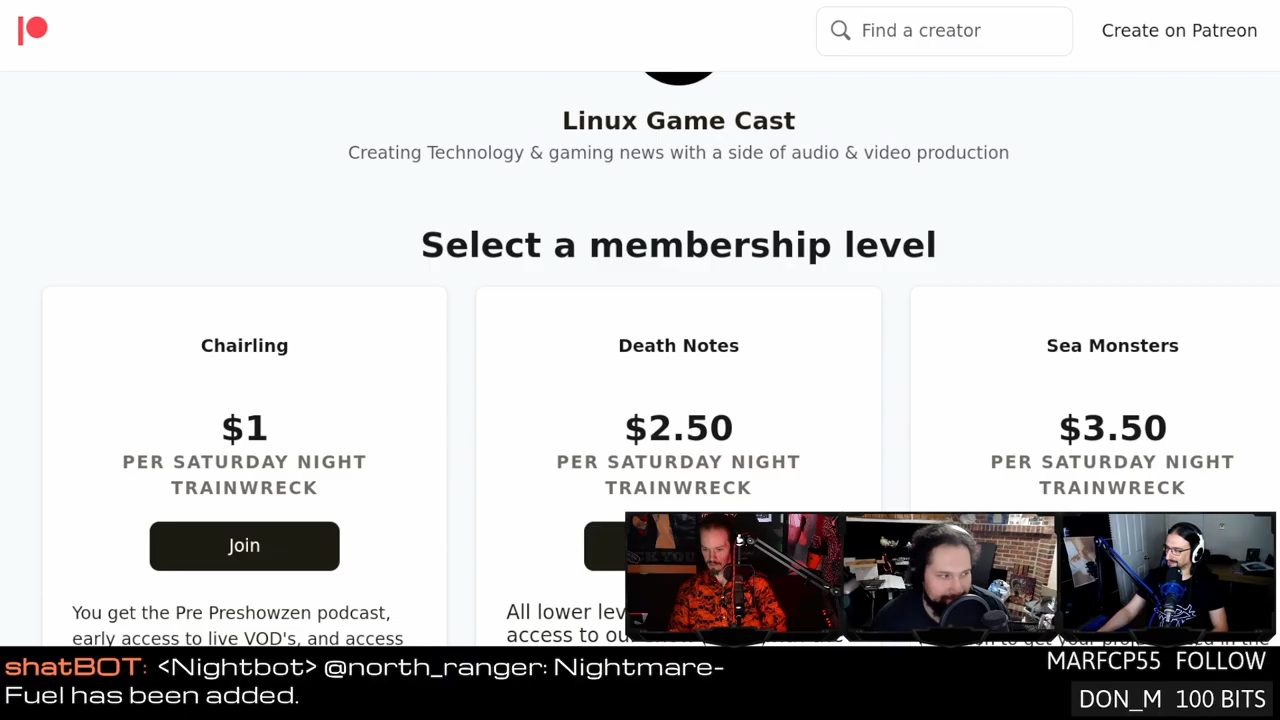 Find a creator
Create on Patreon
Linux Game Cast
Creating Technology & gaming news with a side of audio & video production
Select a membership level
Chairling
$1
PER SATURDAY NIGHT
TRAINWRECK
Join
You get the Pre Preshowzen podcast,
early access to live VOD's, and access
Death Notes
$2.50
PER SATURDAY NIGHT
TRAINWRECK
All lower
access to
Sea Monsters
$3.50
PER SATURDAY NIGHT
TRAINWRECK
shatBOT: <Nightbot> @north_ranger: Nightmare-
Fuel has been added.
MARFCP55 FOLLOW
DON_M 100 BITS